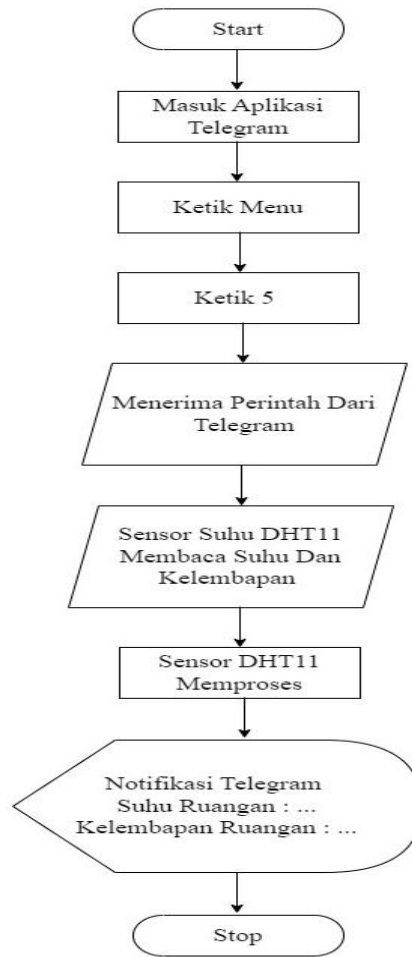 Start
Masuk Aplikasi
Telegram
Ketik Menu
Ketik 5
Menerima Perintah Dari
Telegram
Sensor Suhu DHT11
Membaca Suhu Dan
Kelembapan
Sensor DHT11
Memproses
Notifikasi Telegram
Suhu Ruangan : ...
Kelembapan Ruangan : ...
Stop